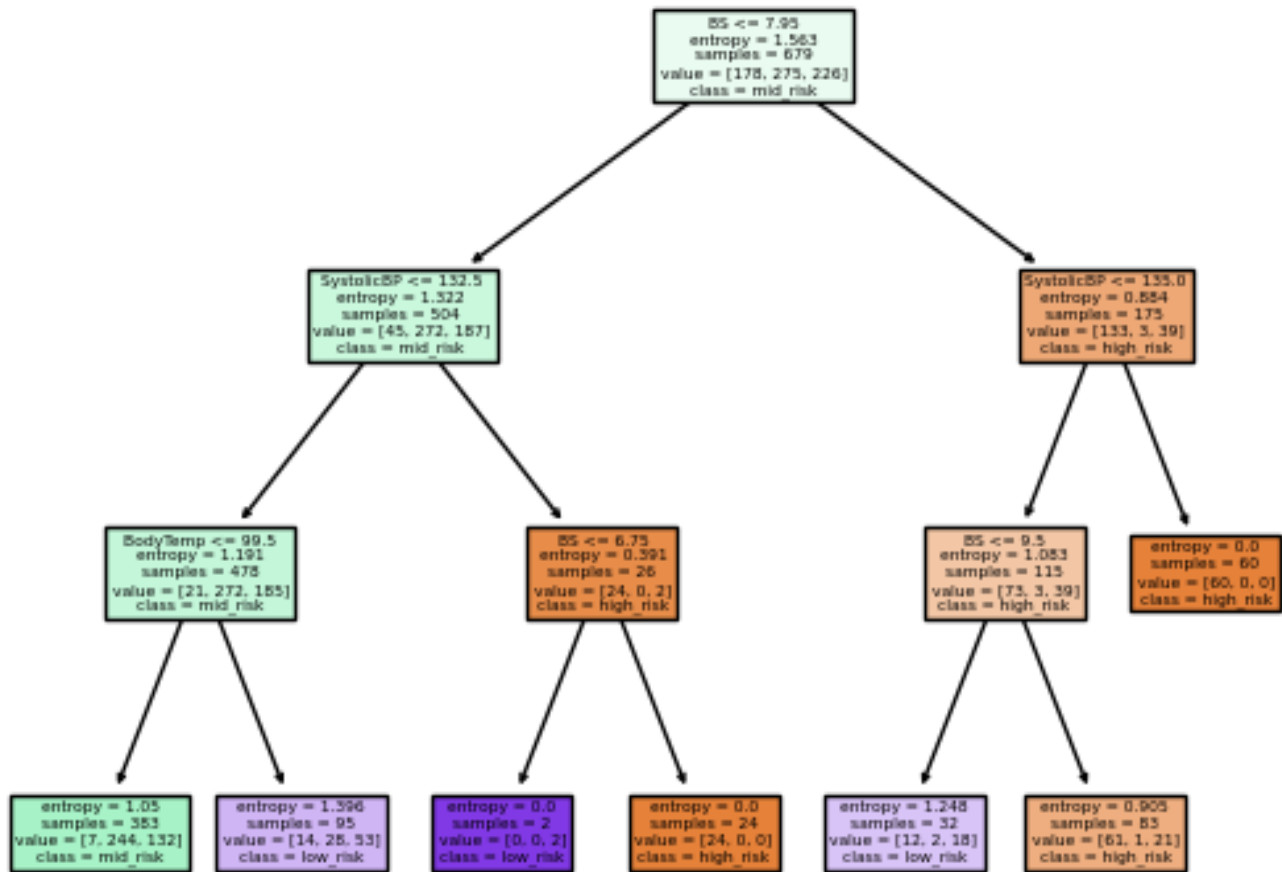 BS <= 7.95
entropy = 1.563
samples = 679
value = [178, 275, 226]
class = mid_risk
SystolicBP <= 132.5
entropy = 1.322
samples = 504
value = [45, 272, 187]
class = mid_risk
SystolicBP <= 135.0
entropy = 0.884
samples = 175
value = [133, 3, 39]
class = high_risk
BodyTemp <= 99.5
entropy = 1.191
samples = 478
value = [21, 272, 185]
class = mid_risk
BS <= 6.75
entropy = 0.391
samples = 26
value = [24, 0, 2]
class = high_risk
BS <= 9.5
entropy = 1.083
samples = 115
value = [73, 3, 39]
class = high_risk
entropy = 0.0
samples = 60
value = [60, 0, 0]
class = high_risk
entropy = 1.05
samples = 383
value = [7, 244, 132]
class = mid_risk
entropy = 1.396
samples = 95
value = [14, 28, 53]
class = low_risk
entropy = 0.0
samples = 2
value = [0, 0, 2]
class = low_risk
entropy = 0.0
samples = 24
value = [24, 0, 0]
class = high_risk
entropy = 1.248
samples = 32
value = [12, 2, 18]
class = low_risk
entropy = 0.905
samples = 83
value = [61, 1, 21]
class = high_risk